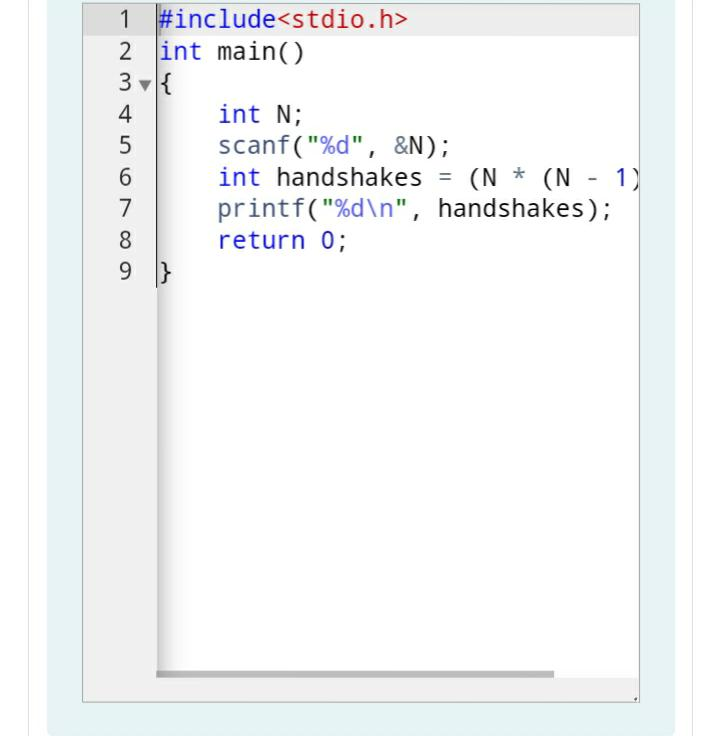 1 #include<stdio.h>
2 int main()
3 {
4 int N;
5 scanf("%d", &N);
6 int handshakes = (N * (N - 1)
7 printf("%d\n", handshakes);
8 return 0;
9 }